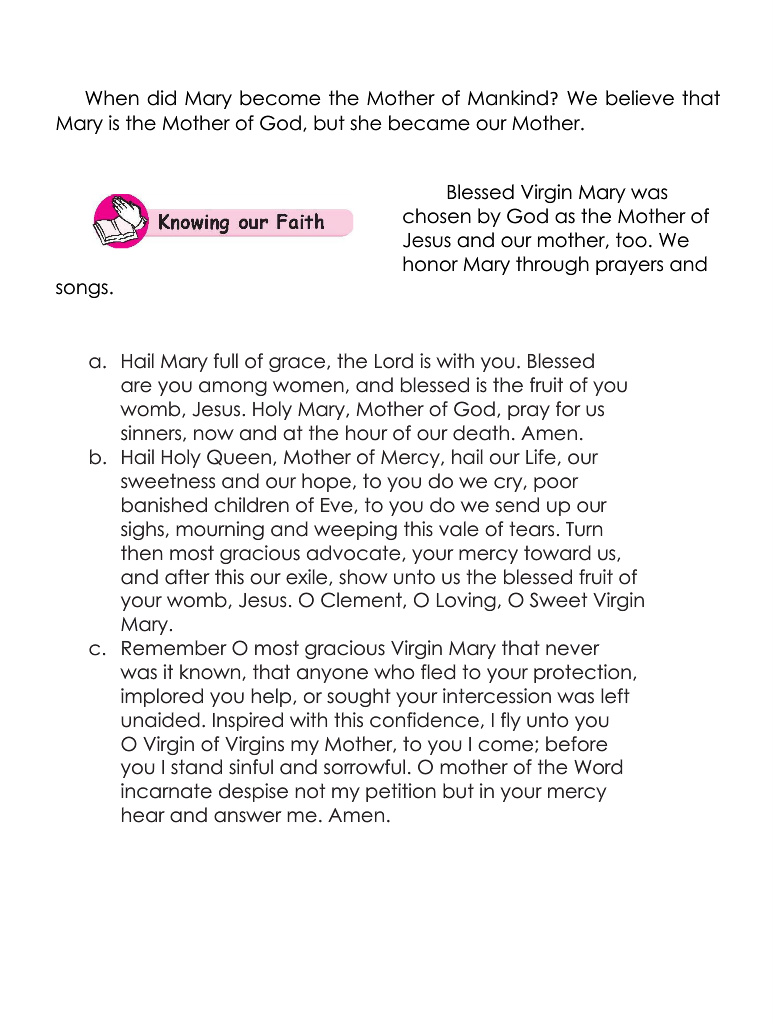 When did Mary become the Mother of Mankind? We believe that
Mary is the Mother of God, but she became our Mother.
Knowing our Faith
Blessed Virgin Mary was
chosen by God as the Mother of
Jesus and our mother, too. We
honor Mary through prayers and
songs.
a. Hail Mary full of grace, the Lord is with you. Blessed
are you among women, and blessed is the fruit of you
womb, Jesus. Holy Mary, Mother of God, pray for us
sinners, now and at the hour of our death. Amen.
b. Hail Holy Queen, Mother of Mercy, hail our Life, our
sweetness and our hope, to you do we cry, poor
banished children of Eve, to you do we send up our
sighs, mourning and weeping this vale of tears. Turn
then most gracious advocate, your mercy toward us,
and after this our exile, show unto us the blessed fruit of
your womb, Jesus. O Clement, O Loving, O Sweet Virgin
Mary.
c. Remember O most gracious Virgin Mary that never
was it known, that anyone who fled to your protection,
implored you help, or sought your intercession was left
unaided. Inspired with this confidence, I fly unto you
O Virgin of Virgins my Mother, to you I come; before
you I stand sinful and sorrowful. O mother of the Word
incarnate despise not my petition but in your mercy
hear and answer me. Amen.